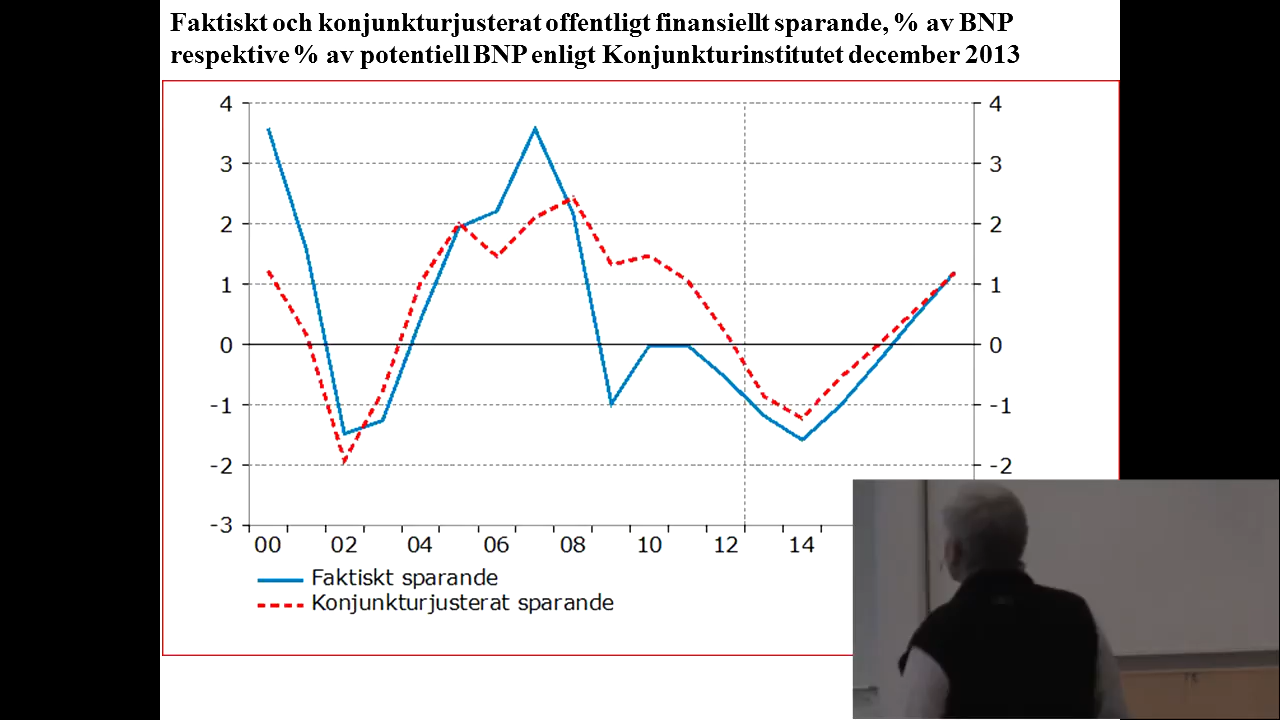 Faktiskt och konjunkturjusterat offentligt finansiellt sparande, % av BNP
respektive % av potentiell BNP enligt Konjunkturinstitutet december 2013
4 4
3 3
2 2
1 1
0 0
-1 -1
-2 -2
-3
00 02 04 06 08 10 12 14
Faktiskt sparande
Konjunkturjusterat sparande